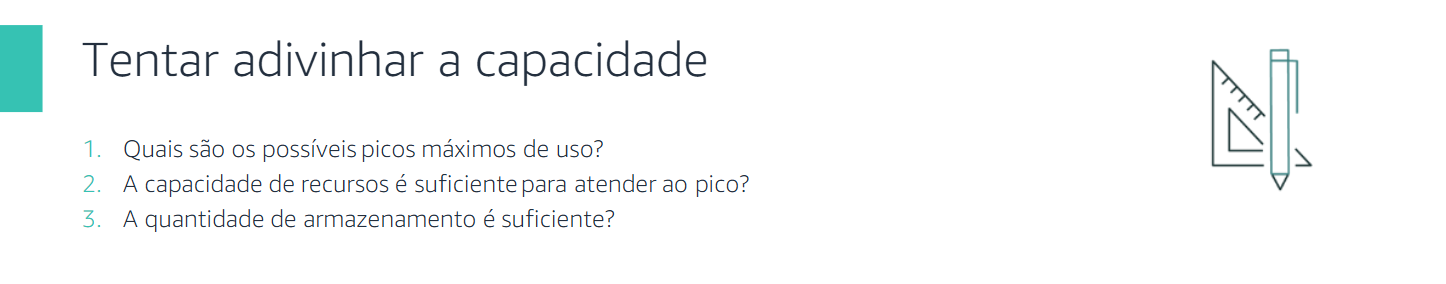 Tentar adivinhar a capacidade
1. Quais são os possíveis picos máximos de uso?
2. A capacidade de recursos é suficiente para atender ao pico?
3. A quantidade de armazenamento é suficiente?